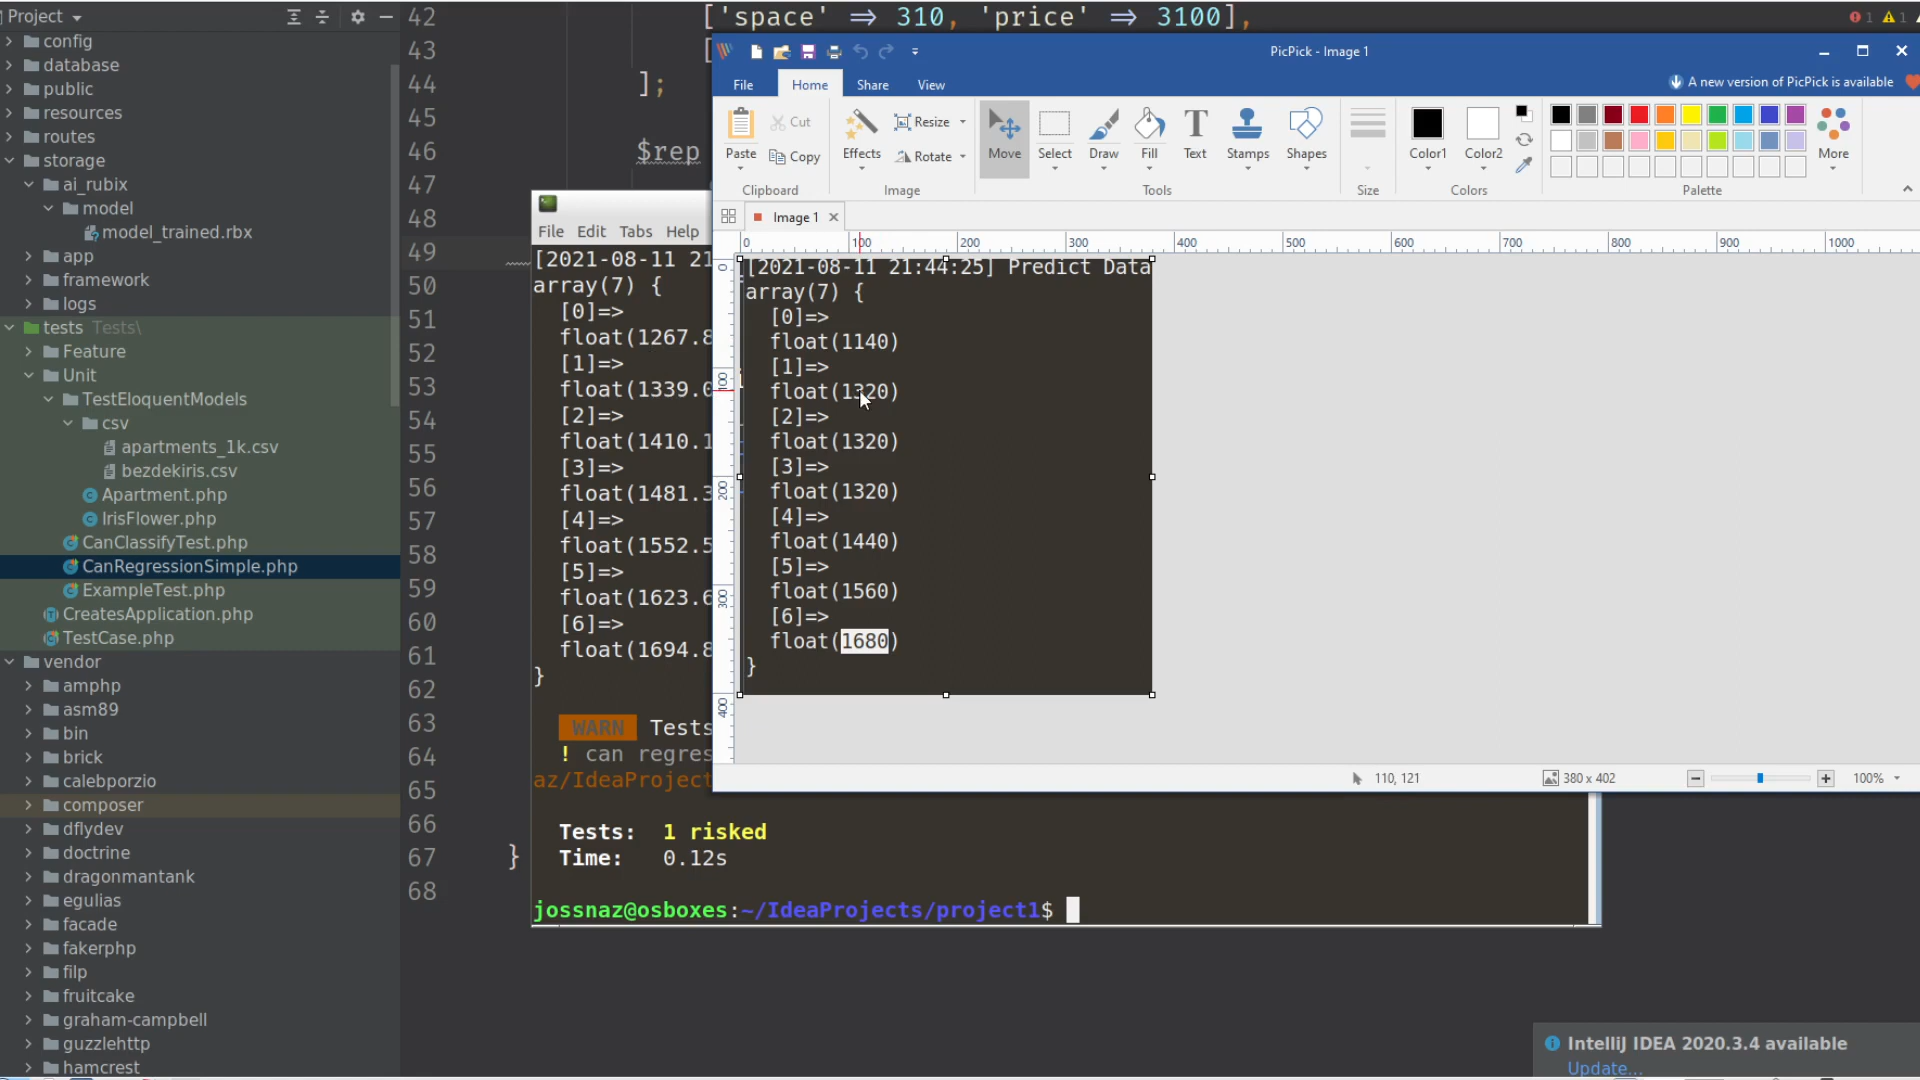 Project
config
database
public
resources
routes
storage
ai_rubix
model
model_trained.rbx
app
framework
logs
tests Tests\
Feature
Unit
TestEloquentModels
csv
apartments_1k.csv
bezdekiris.csv
Apartment.php
IrisFlower.php
CanClassifyTest.php
CanRegressionSimple.php
ExampleTest.php
CreatesApplication.php
TestCase.php
vendor
amphp
asm89
bin
brick
calebporzio
composer
dflydev
doctrine
dragonmantank
egulias
facade
fakerphp
filp
fruitcake
graham-campbell
guzzlehttp
hamcrest
42 ['space' => 310, 'price' => 3100],
43 [
44 ];
45
46 $rep
47
48
49
50
51
52
53
54
55
56
57
58
59
60
61
62
63
64
65
66
67 }
68
1 1
File Edit Tabs Help
[2021-08-11 21
array(7) {
[0]=>
float(1267.8
[1]=>
float(1339.0
[2]=>
float(1410.1
[3]=>
float(1481.3
[4]=>
float(1552.5
[5]=>
float(1623.6
[6]=>
float(1694.8
}
WARN Tests
! can regres
az/IdeaProject
Tests: 1 risked
Time: 0.12s
jossnaz@osboxes:~/IdeaProjects/project1$
PicPick - Image 1
File Home Share View
A new version of PicPick is available
Paste
Cut
Copy
Clipboard
Effects
Resize
Rotate
Image
Move
Select
Draw
Fill
Text
Stamps
Shapes
Tools
Size
Color1
Color2
Colors
More
Palette
Image 1
0 100 200 300 400 500 600 700 800 900 1000
0
100
200
300
400
[2021-08-11 21:44:25] Predict Data
array(7) {
[0]=>
float(1140)
[1]=>
float(1320)
[2]=>
float(1320)
[3]=>
float(1320)
[4]=>
float(1440)
[5]=>
float(1560)
[6]=>
float(1680)
}
110, 121
380 x 402
100%
IntelliJ IDEA 2020.3.4 available
Update...